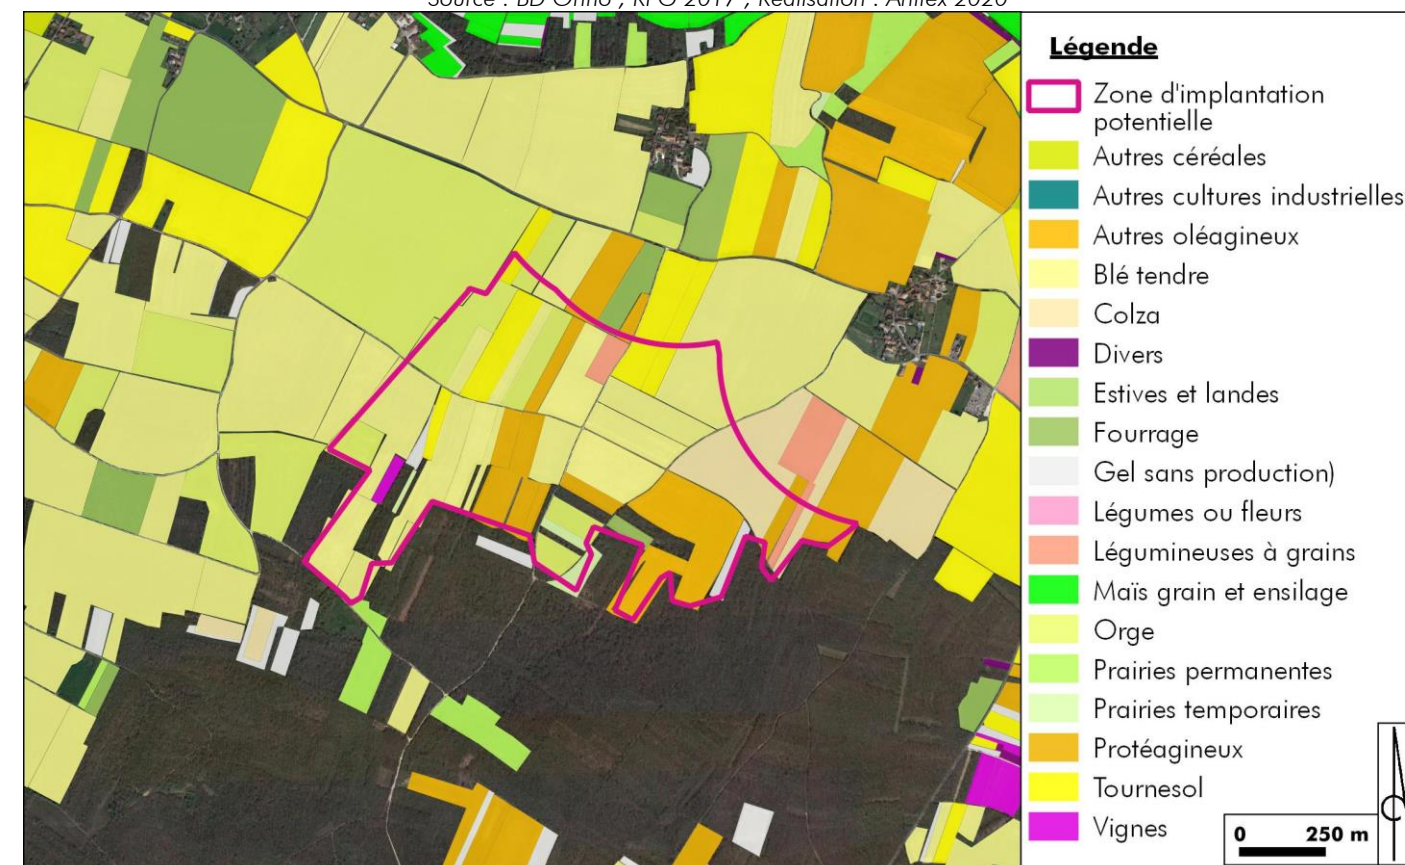 Source : BD Ortho ; RPG 2017 ; Réalisation : Artifex 2020
Légende
Zone d'implantation
potentielle
Autres céréales
Autres cultures industrielles
Autres oléagineux
Blé tendre
Colza
Divers
Estives et landes
Fourrage
Gel sans production)
Légumes ou fleurs
Légumineuses à grains
Maïs grain et ensilage
Orge
Prairies permanentes
Prairies temporaires
Protéagineux
Tournesol
Vignes
0 250 m